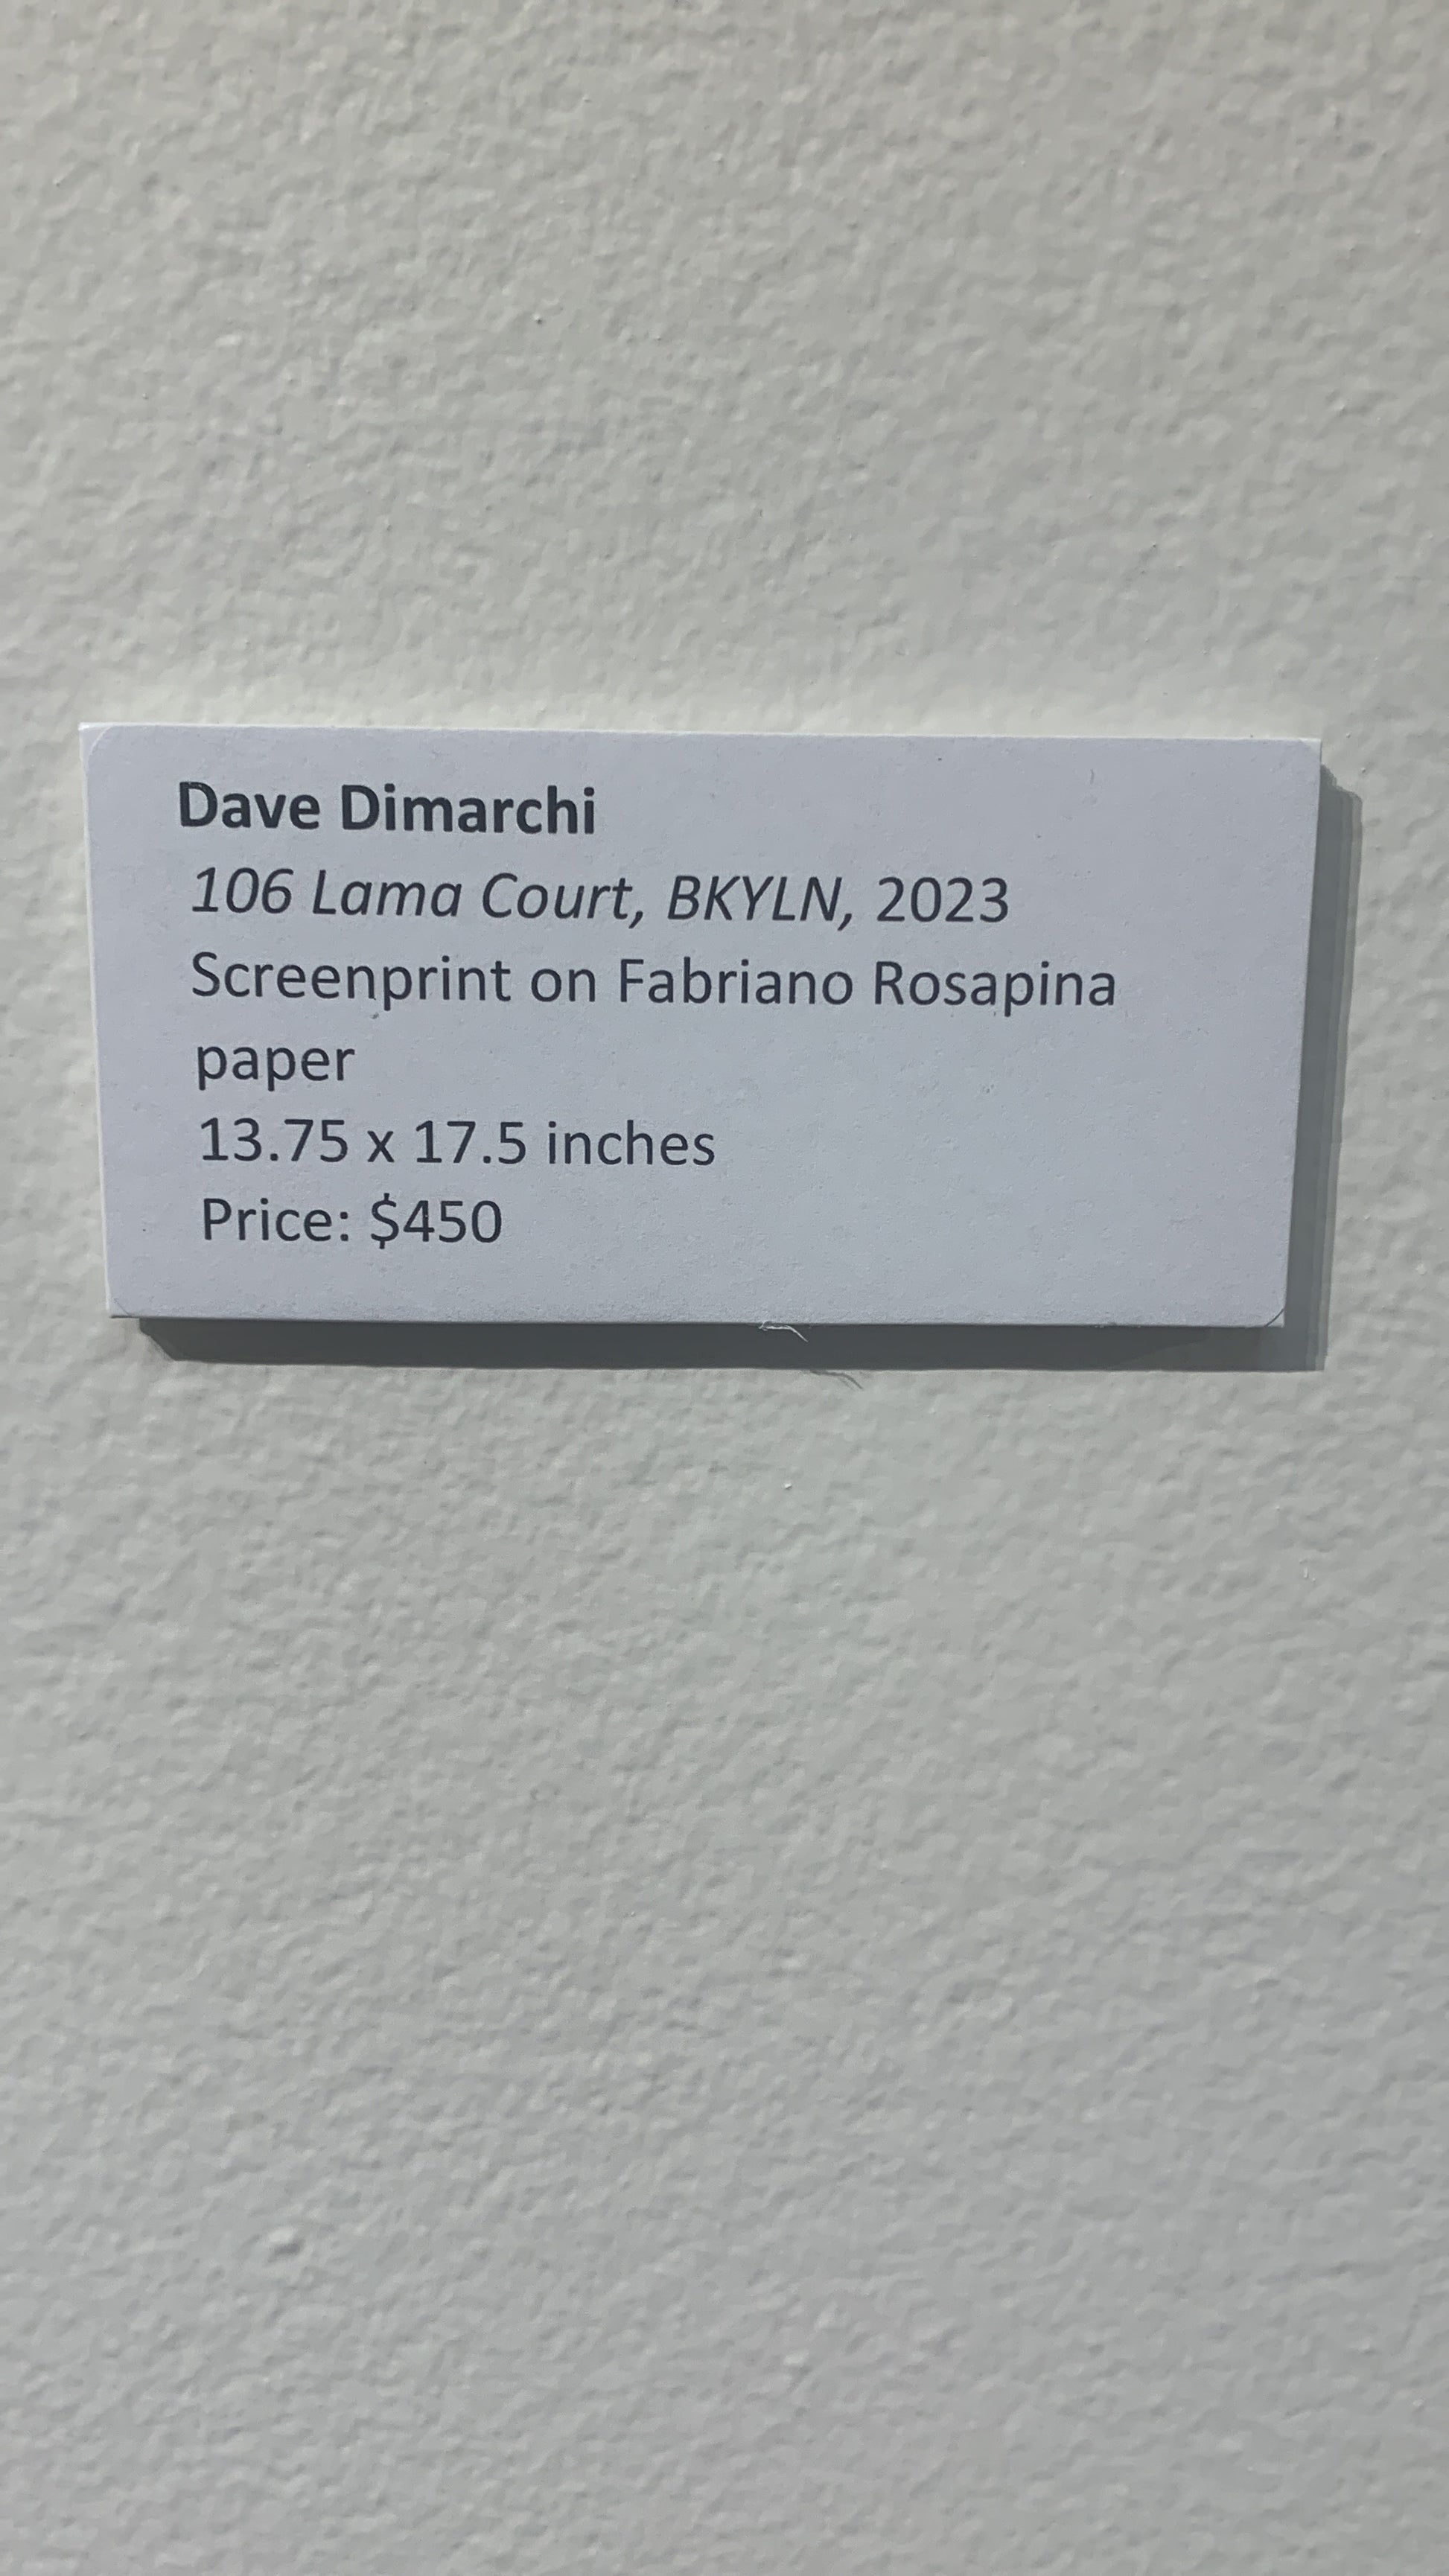 Dave Dimarchi
106 Lama Court, BKYLN, 2023
Screenprint on Fabriano Rosapina
paper
13.75 x 17.5 inches
Price: $450